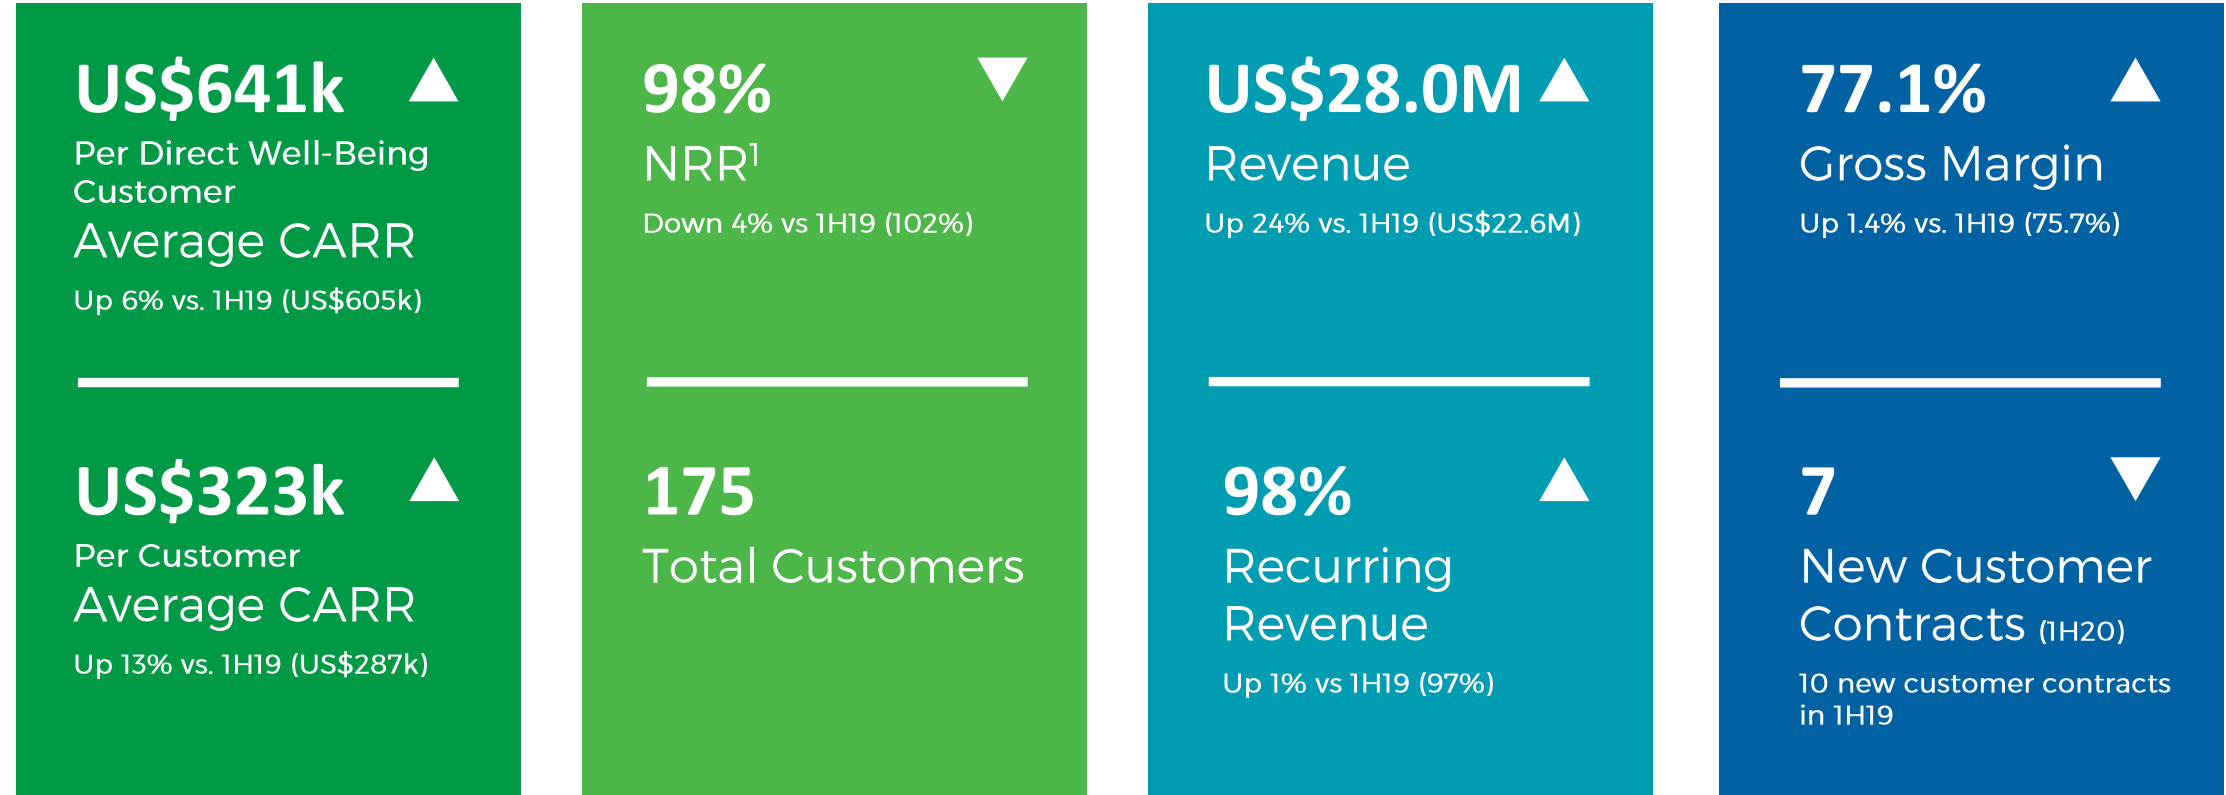 US$641k
Per Direct Well-Being
Customer
Average CARR
Up 6% vs. 1H19 (US$605k)
US$323k
Per Customer
Average CARR
Up 13% vs. 1H19 (US$287k)
98%
NRR¹
Down 4% vs 1H19 (102%)
175
Total Customers
US$28.0M
Revenue
Up 24% vs. 1H19 (US$22.6M)
98%
Recurring
Revenue
Up 1% vs 1H19 (97%)
77.1%
Gross Margin
Up 1.4% vs. 1H19 (75.7%)
7
New Customer
Contracts (1H20)
10 new customer contracts
in 1H19